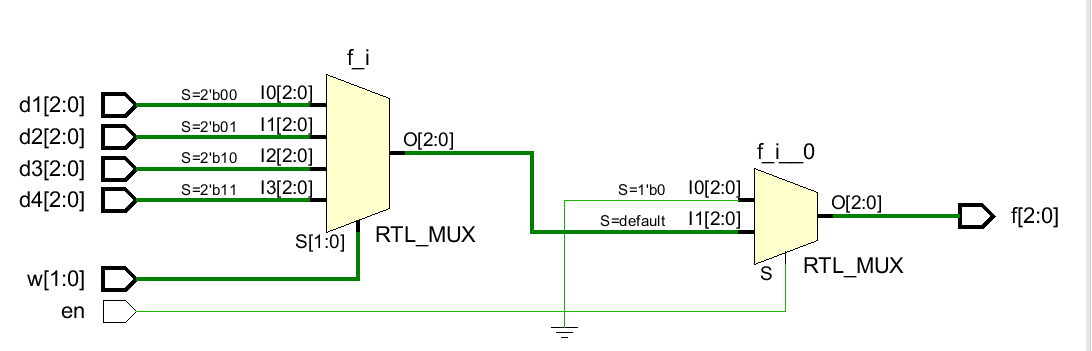 f_i
d1[2:0] S=2'b00 I0[2:0]
d2[2:0] S=2'b01 I1[2:0]
d3[2:0] S=2'b10 I2[2:0]
d4[2:0] S=2'b11 I3[2:0]
O[2:0]
S[1:0] RTL_MUX
w[1:0]
en
f_i__0
S=1'b0 I0[2:0]
S=default I1[2:0]
O[2:0]
f[2:0]
S RTL_MUX